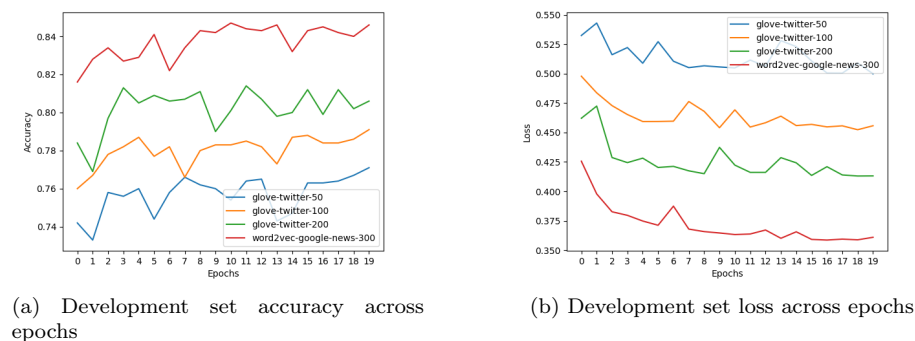 0.84
0.82
0.80
0.78
0.76
0.74
Accuracy
glove-twitter-50
glove-twitter-100
glove-twitter-200
word2vec-google-news-300
0 1 2 3 4 5 6 7 8 9 10 11 12 13 14 15 16 17 18 19
Epochs
(a) Development set accuracy across
epochs
0.550
0.525
0.500
0.475
0.450
0.425
0.400
0.375
0.350
Loss
glove-twitter-50
glove-twitter-100
glove-twitter-200
word2vec-google-news-300
0 1 2 3 4 5 6 7 8 9 10 11 12 13 14 15 16 17 18 19
Epochs
(b) Development set loss across epochs